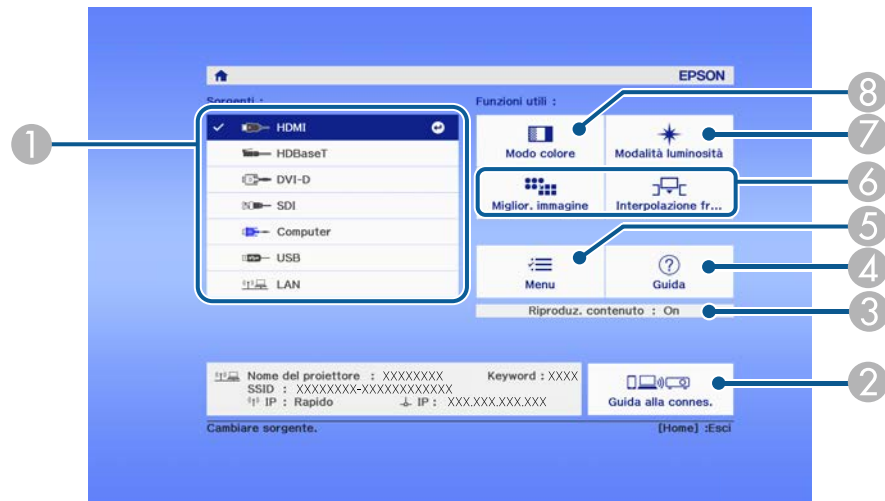 EPSON
Sorgenti :
Funzioni utili :
HDMI
HDBaseT
DVI-D
SDI
Computer
USB
LAN
Modo colore
Modalità luminosità
Miglior. immagine
Interpolazione fr...
Menu
Guida
Riproduz. contenuto : On
Nome del proiettore : XXXXXXXX Keyword : XXXX
SSID : XXXXXXXX-XXXXXXXXXXXX
IP : Rapido IP : XXX.XXX.XXX.XXX
Guida alla connes.
Cambiare sorgente.
[Home] :Esci
1
2
3
4
5
6
7
8